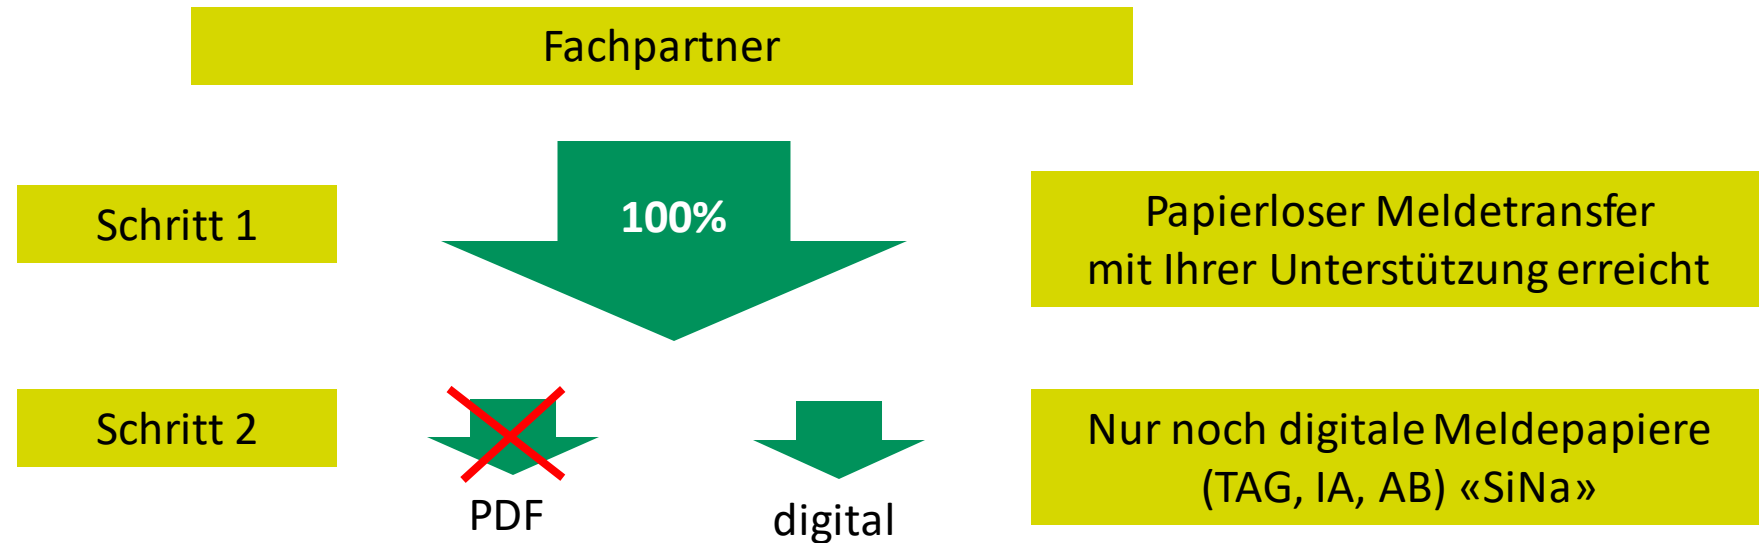 Fachpartner
Schritt 1
100%
Papierloser Meldetransfer
mit Ihrer Unterstützung erreicht
Schritt 2
PDF
digital
Nur noch digitale Meldepapiere
(TAG, IA, AB) «SiNa»